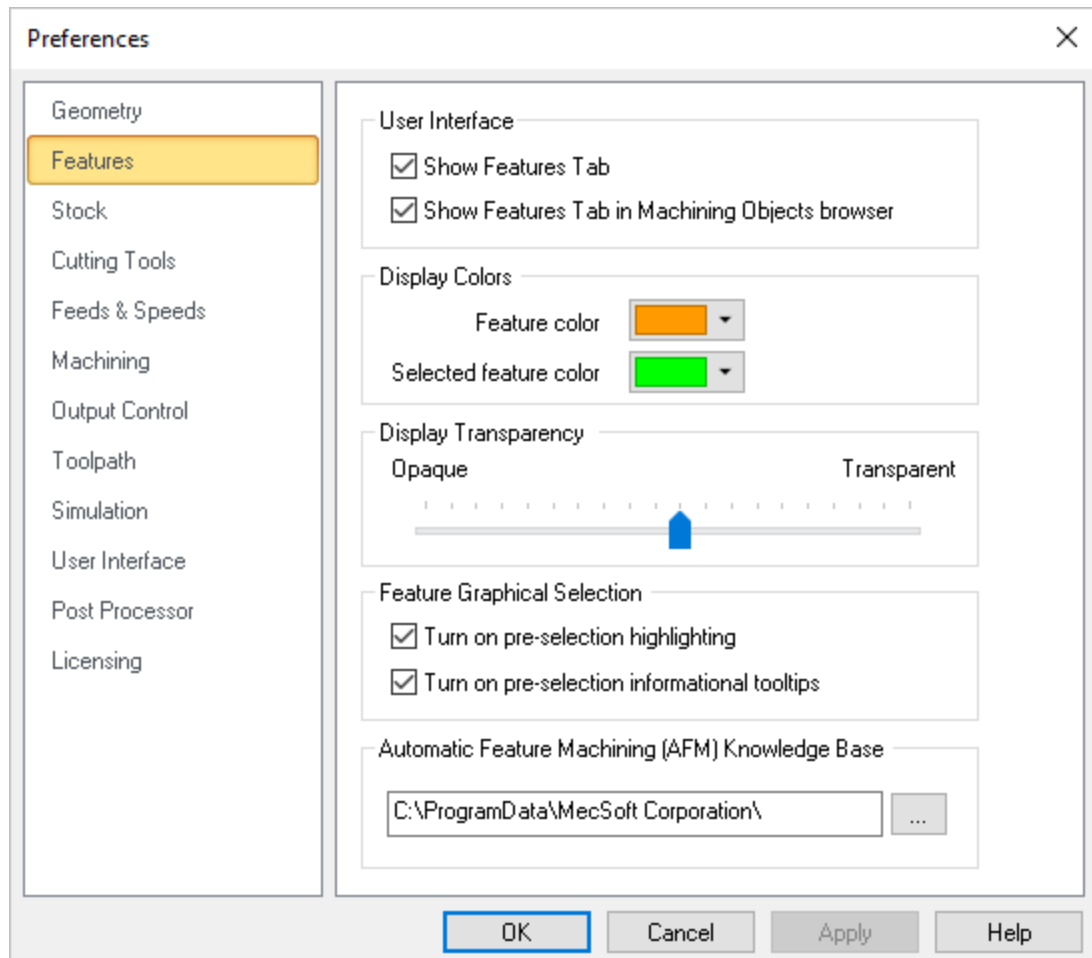 Preferences
Geometry
Features
Stock
Cutting Tools
Feeds & Speeds
Machining
Output Control
Toolpath
Simulation
User Interface
Post Processor
Licensing
User Interface
Show Features Tab
Show Features Tab in Machining Objects browser
Display Colors
Feature color
Selected feature color
Display Transparency
Opaque Transparent
Feature Graphical Selection
Turn on pre-selection highlighting
Turn on pre-selection informational tooltips
Automatic Feature Machining (AFM) Knowledge Base
C:\ProgramData\MecSoft Corporation\ ...
OK Cancel Apply Help